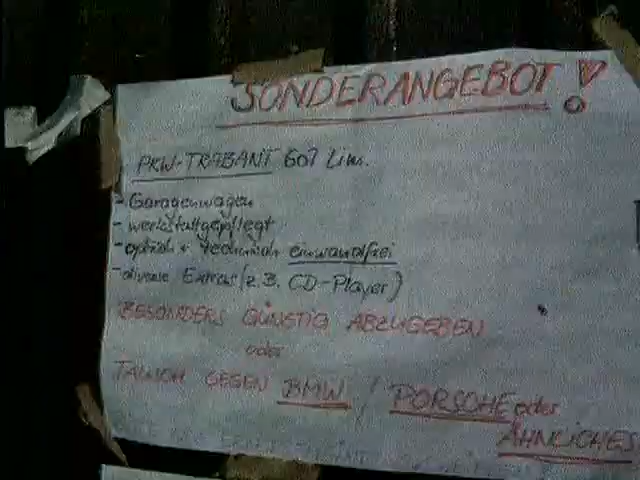 SONDERANGEBOT!
PKW-TRABANT 601 Lim.
- Garagenwagen
- werkstattgepflegt
- optisch + technisch einwandfrei
- diverse Extras (z.B. CD-Player)
BESONDERS GÜNSTIG ABZUGEBEN
oder
TAUSCH GEGEN BMW / PORSCHE oder
ÄHNLICHES